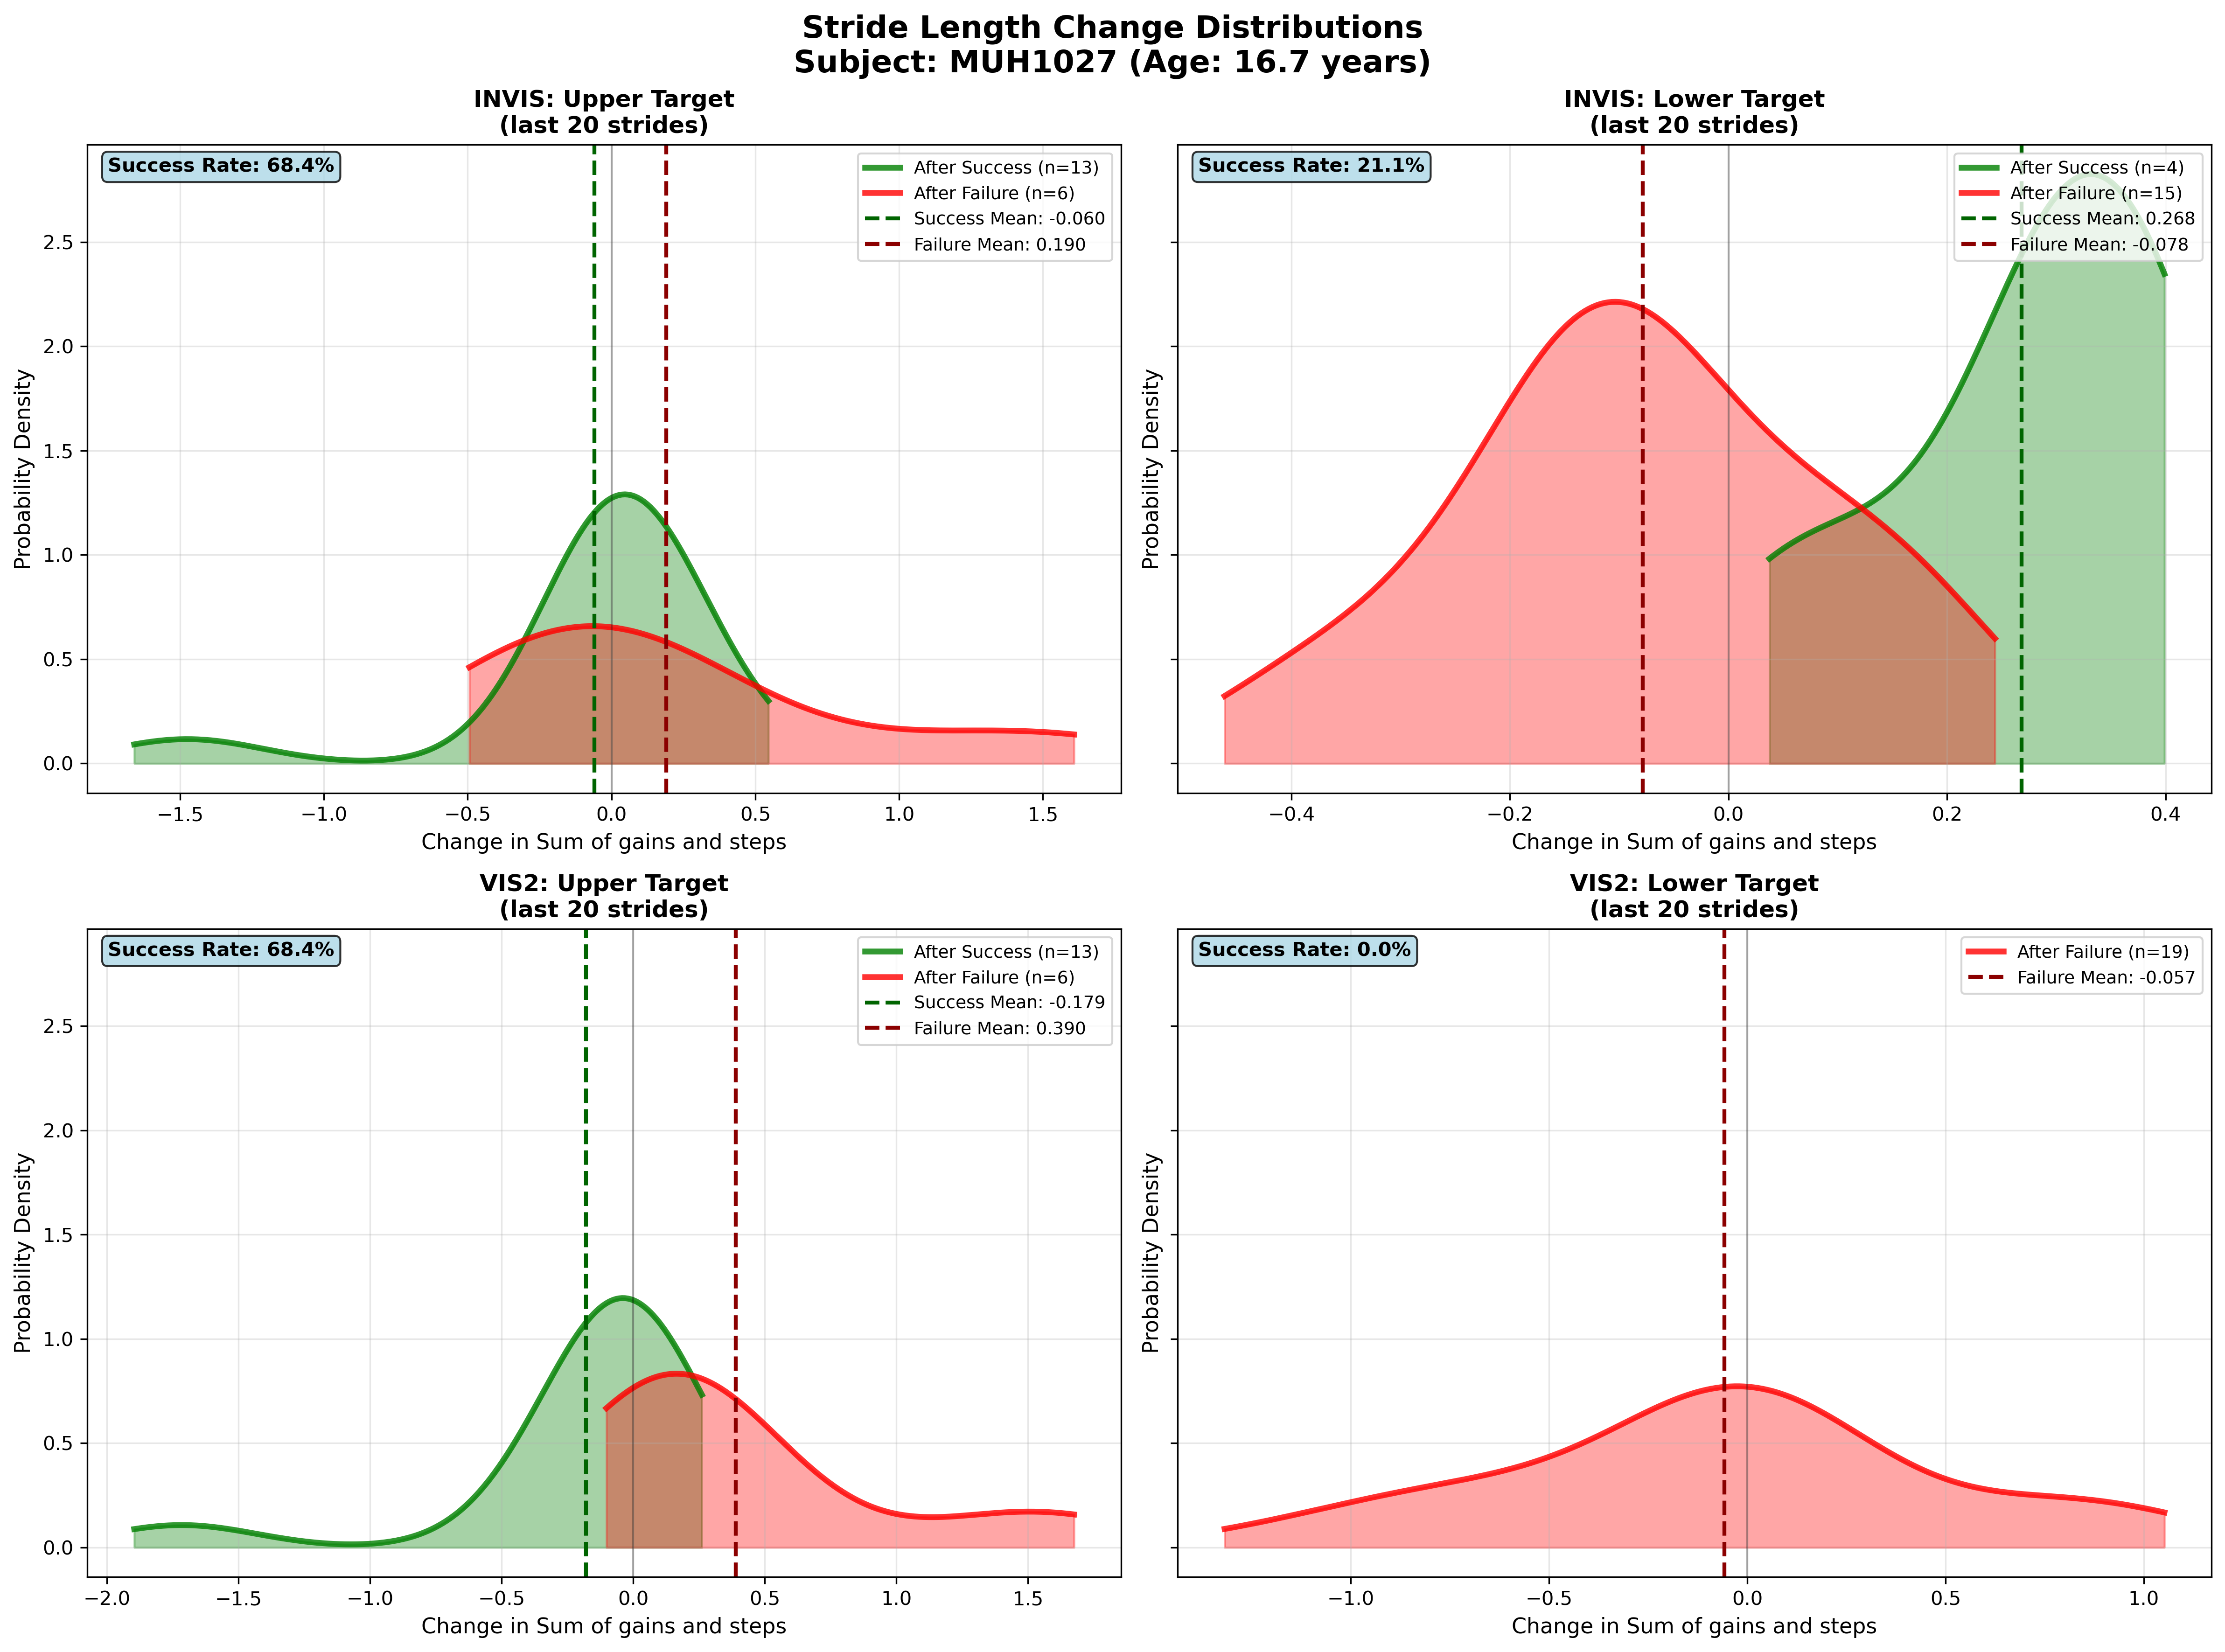 Stride Length Change Distributions
Subject: MUH1027 (Age: 16.7 years)
INVIS: Upper Target
(last 20 strides)
Success Rate: 68.4%
After Success (n=13)
After Failure (n=6)
Success Mean: -0.060
Failure Mean: 0.190
Probability Density
2.5
2.0
1.5
1.0
0.5
0.0
−1.5
−1.0
−0.5
0.0
0.5
1.0
1.5
Change in Sum of gains and steps
INVIS: Lower Target
(last 20 strides)
Success Rate: 21.1%
After Success (n=4)
After Failure (n=15)
Success Mean: 0.268
Failure Mean: -0.078
Probability Density
−0.4
−0.2
0.0
0.2
0.4
Change in Sum of gains and steps
VIS2: Upper Target
(last 20 strides)
Success Rate: 68.4%
After Success (n=13)
After Failure (n=6)
Success Mean: -0.179
Failure Mean: 0.390
Probability Density
2.5
2.0
1.5
1.0
0.5
0.0
−2.0
−1.5
−1.0
−0.5
0.0
0.5
1.0
1.5
Change in Sum of gains and steps
VIS2: Lower Target
(last 20 strides)
Success Rate: 0.0%
After Failure (n=19)
Failure Mean: -0.057
Probability Density
−1.0
−0.5
0.0
0.5
1.0
Change in Sum of gains and steps